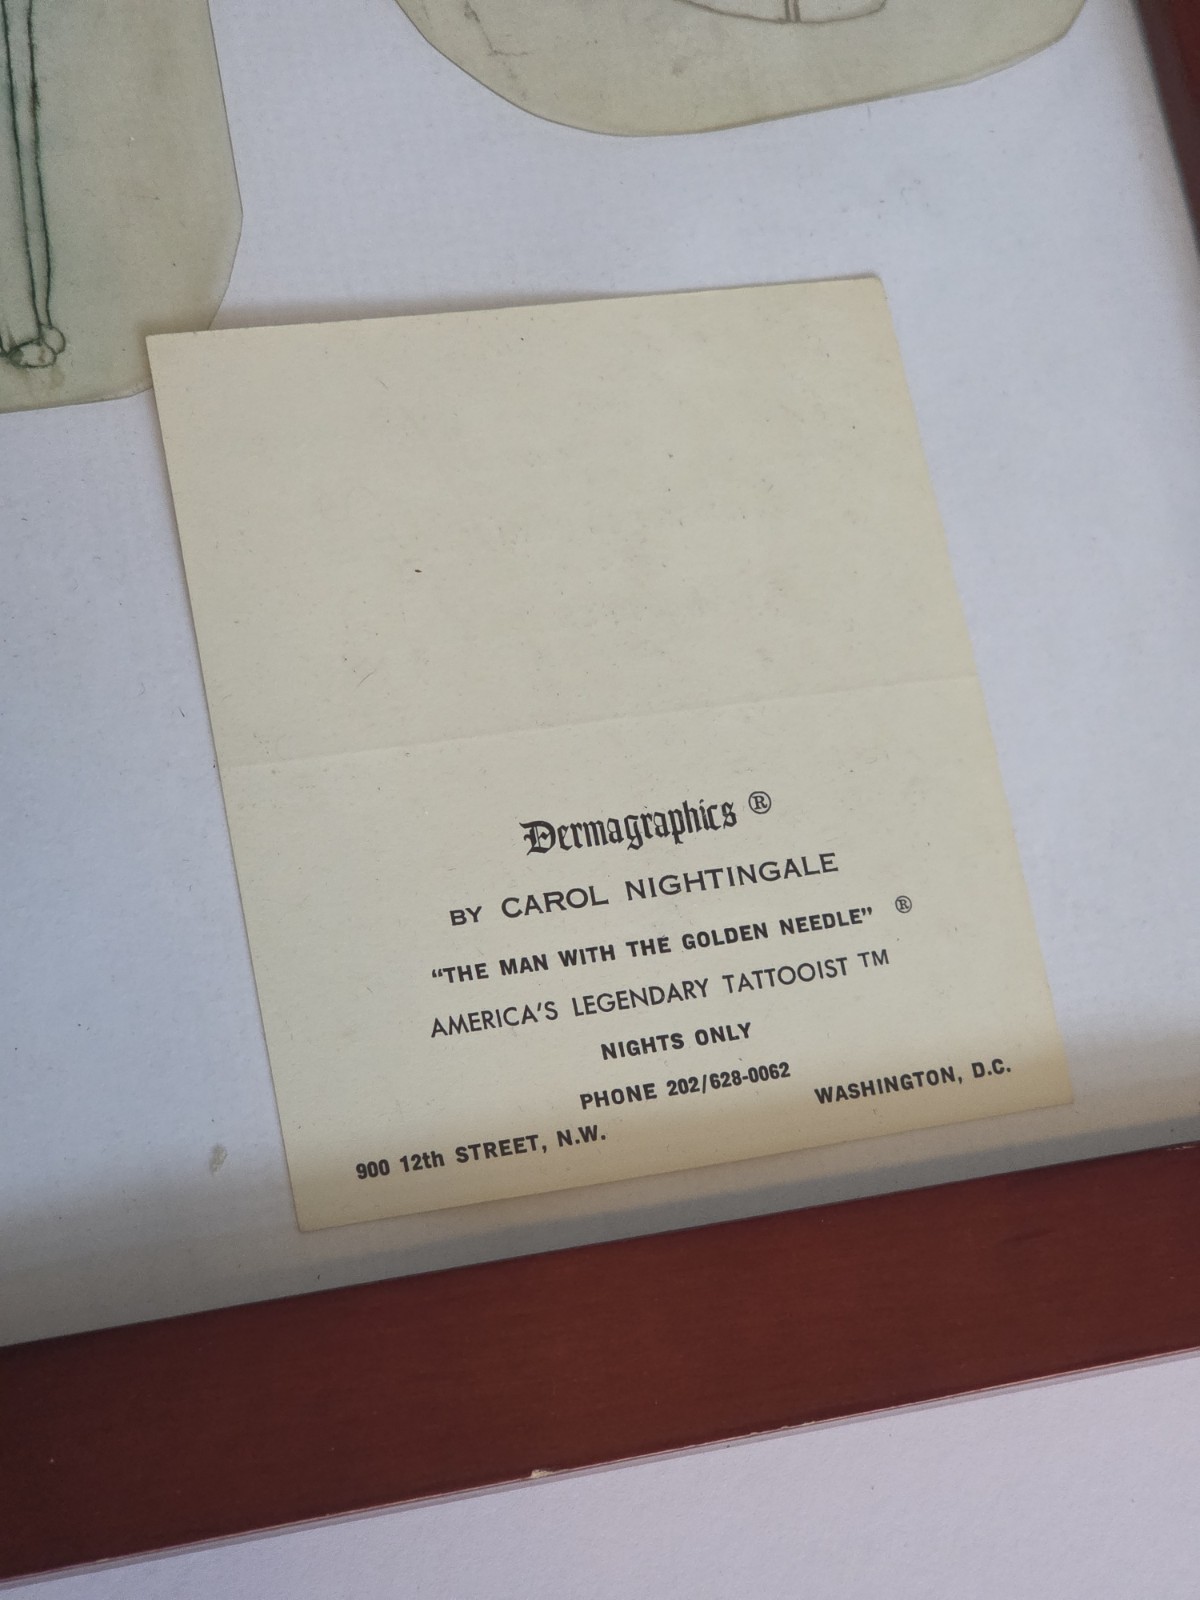 Dermagraphics ®
BY CAROL NIGHTINGALE
“THE MAN WITH THE GOLDEN NEEDLE” ®
AMERICA'S LEGENDARY TATTOOIST TM
NIGHTS ONLY
PHONE 202/628-0062
900 12th STREET, N.W. WASHINGTON, D.C.